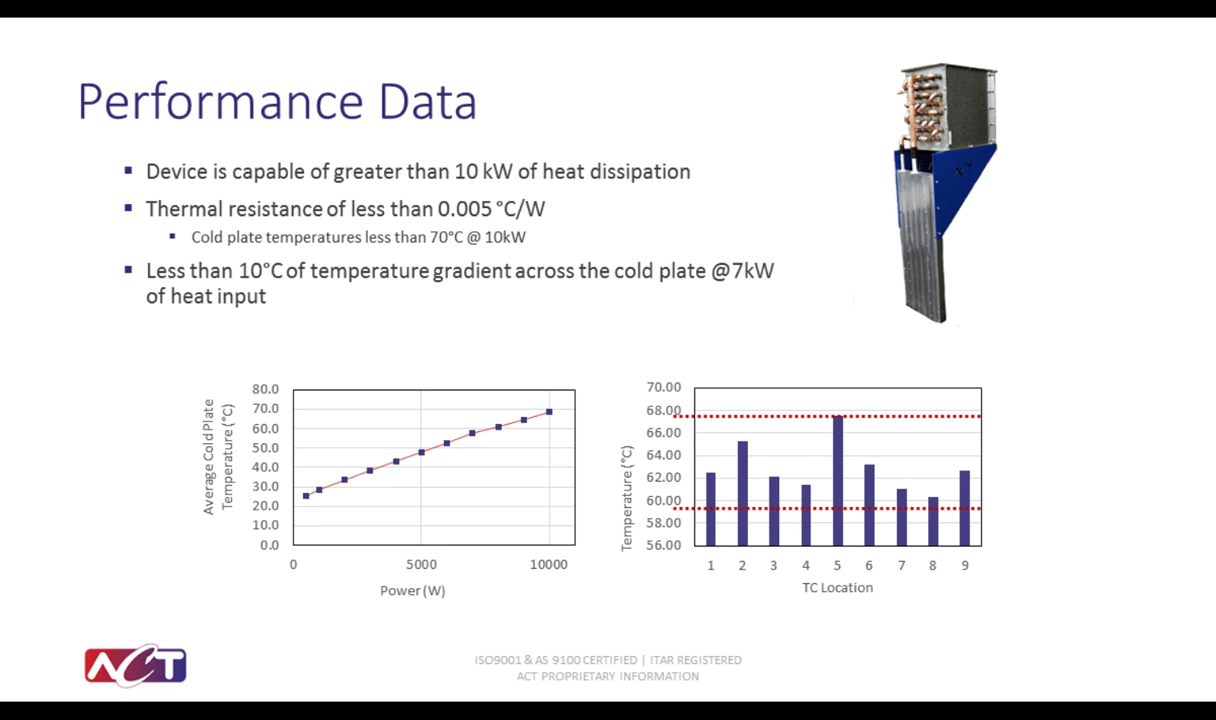 Performance Data
Device is capable of greater than 10 kW of heat dissipation
Thermal resistance of less than 0.005 °C/W
Cold plate temperatures less than 70°C @ 10kW
Less than 10°C of temperature gradient across the cold plate @7kW
of heat input
ACT
Average Cold Plate
Temperature (°C)
80.0
70.0
60.0
50.0
40.0
30.0
20.0
10.0
0.0
0 5000 10000
Power (W)
Temperature (°C)
70.00
68.00
66.00
64.00
62.00
60.00
58.00
56.00
1 2 3 4 5 6 7 8 9
TC Location
ACT
ISO9001 & AS 9100 CERTIFIED | ITAR REGISTERED
ACT PROPRIETARY INFORMATION